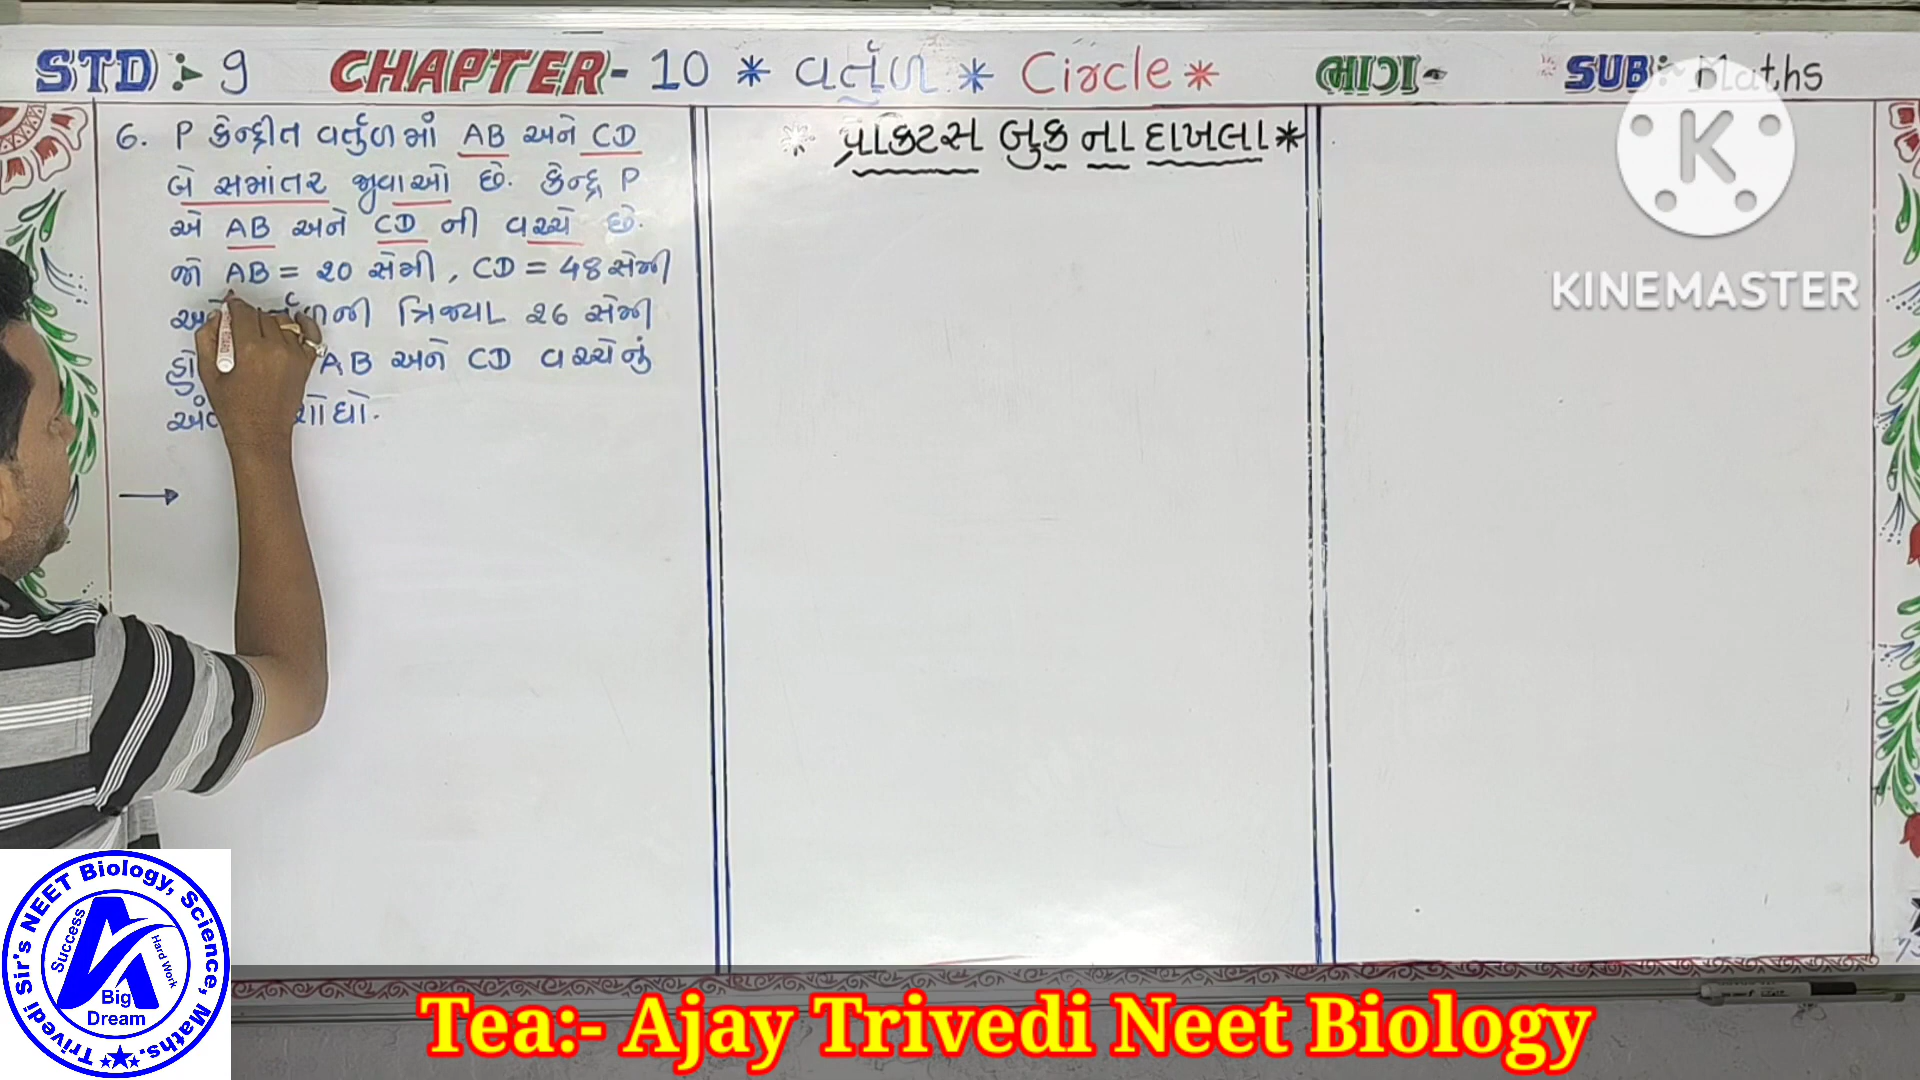 STD :- 9 CHAPTER- 10 * વર્તુળ * Circle * ભાગ - SUB:- Maths
* પ્રેક્ટિસ બુક ના દાખલા *
6. P કેન્દ્રીત વર્તુળમાં AB અને CD
બે સમાંતર જીવાઓ છે. કેન્દ્ર P
એ AB અને CD ની વચ્ચે છે.
જો AB = 20 સેમી, CD = 48 સેમી
ની ત્રિજ્યા 26 સેમી
AB અને CD વચ્ચેનું
શોધો.
KINEMASTER
Trivedi Sir's NEET Biology, Science, Maths.
Success
Hard Work
Big
Dream
Tea:- Ajay Trivedi Neet Biology